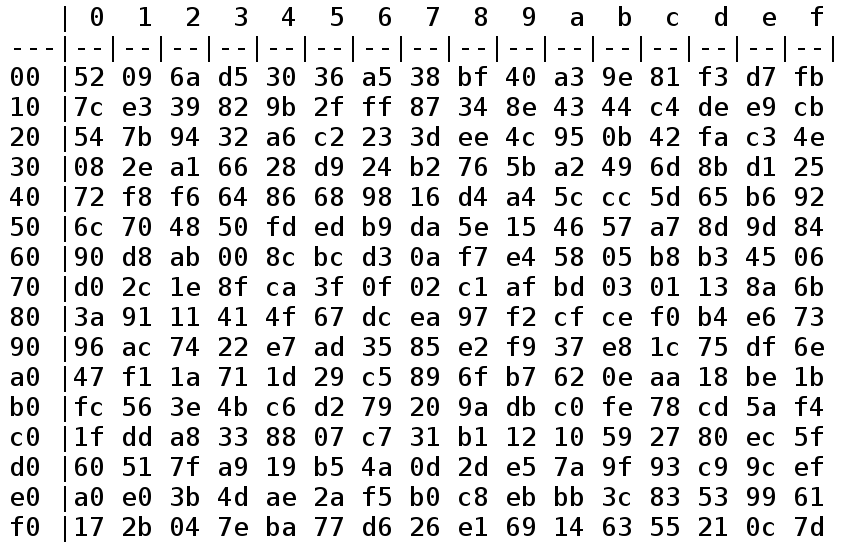 | 0 1 2 3 4 5 6 7 8 9 a b c d e f
---|--|--|--|--|--|--|--|--|--|--|--|--|--|--|--|--|
00 |52 09 6a d5 30 36 a5 38 bf 40 a3 9e 81 f3 d7 fb
10 |7c e3 39 82 9b 2f ff 87 34 8e 43 44 c4 de e9 cb
20 |54 7b 94 32 a6 c2 23 3d ee 4c 95 0b 42 fa c3 4e
30 |08 2e a1 66 28 d9 24 b2 76 5b a2 49 6d 8b d1 25
40 |72 f8 f6 64 86 68 98 16 d4 a4 5c cc 5d 65 b6 92
50 |6c 70 48 50 fd ed b9 da 5e 15 46 57 a7 8d 9d 84
60 |90 d8 ab 00 8c bc d3 0a f7 e4 58 05 b8 b3 45 06
70 |d0 2c 1e 8f ca 3f 0f 02 c1 af bd 03 01 13 8a 6b
80 |3a 91 11 41 4f 67 dc ea 97 f2 cf ce f0 b4 e6 73
90 |96 ac 74 22 e7 ad 35 85 e2 f9 37 e8 1c 75 df 6e
a0 |47 f1 1a 71 1d 29 c5 89 6f b7 62 0e aa 18 be 1b
b0 |fc 56 3e 4b c6 d2 79 20 9a db c0 fe 78 cd 5a f4
c0 |1f dd a8 33 88 07 c7 31 b1 12 10 59 27 80 ec 5f
d0 |60 51 7f a9 19 b5 4a 0d 2d e5 7a 9f 93 c9 9c ef
e0 |a0 e0 3b 4d ae 2a f5 b0 c8 eb bb 3c 83 53 99 61
f0 |17 2b 04 7e ba 77 d6 26 e1 69 14 63 55 21 0c 7d